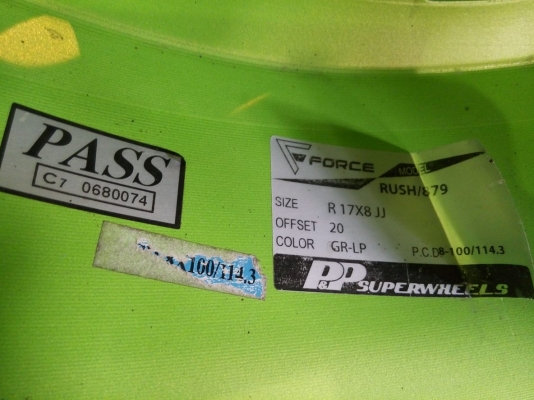 PASS
C7 0680074
FORCE
MODEL
RUSH/879
SIZE R 17X8 JJ
OFFSET 20
COLOR GR-LP P.C.D8-100/114.3
P&P SUPERWHEELS
X100/114.3